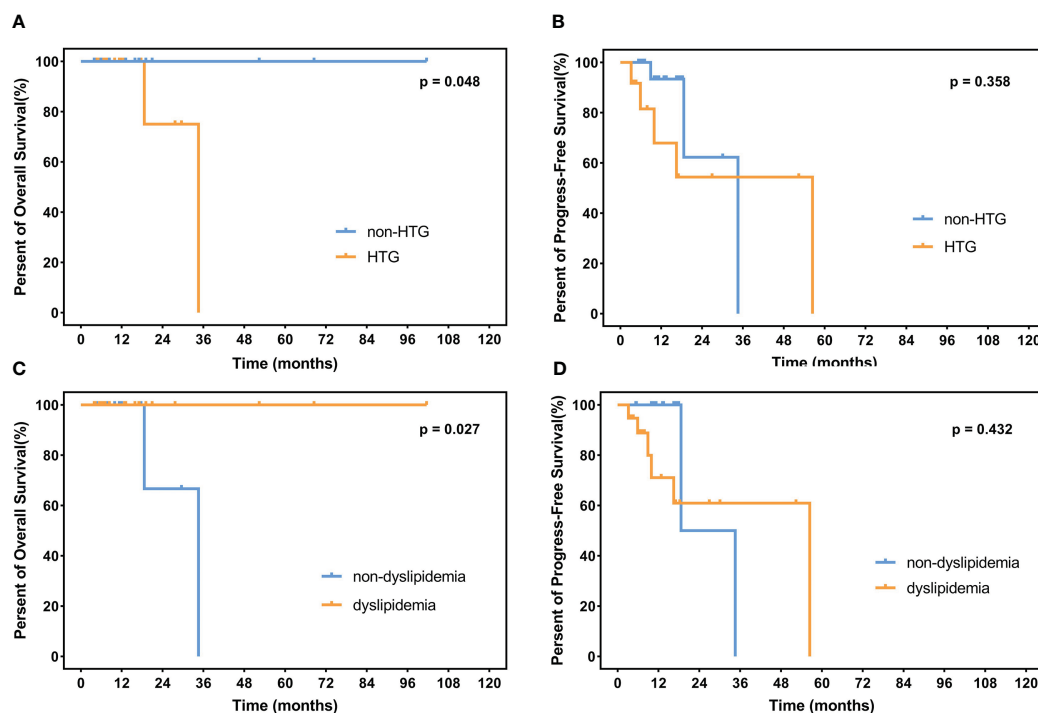 A
Persent of Overall Survival(%)
100
80
60
40
20
0
p = 0.048
non-HTG
HTG
0 12 24 36 48 60 72 84 96 108 120
Time (months)
B
Persent of Progress-Free Survival(%)
100
80
60
40
20
0
p = 0.358
non-HTG
HTG
0 12 24 36 48 60 72 84 96 108 120
Time (months)
C
Persent of Overall Survival(%)
100
80
60
40
20
0
p = 0.027
non-dyslipidemia
dyslipidemia
0 12 24 36 48 60 72 84 96 108 120
Time (months)
D
Persent of Progress-Free Survival(%)
100
80
60
40
20
0
p = 0.432
non-dyslipidemia
dyslipidemia
0 12 24 36 48 60 72 84 96 108 120
Time (months)